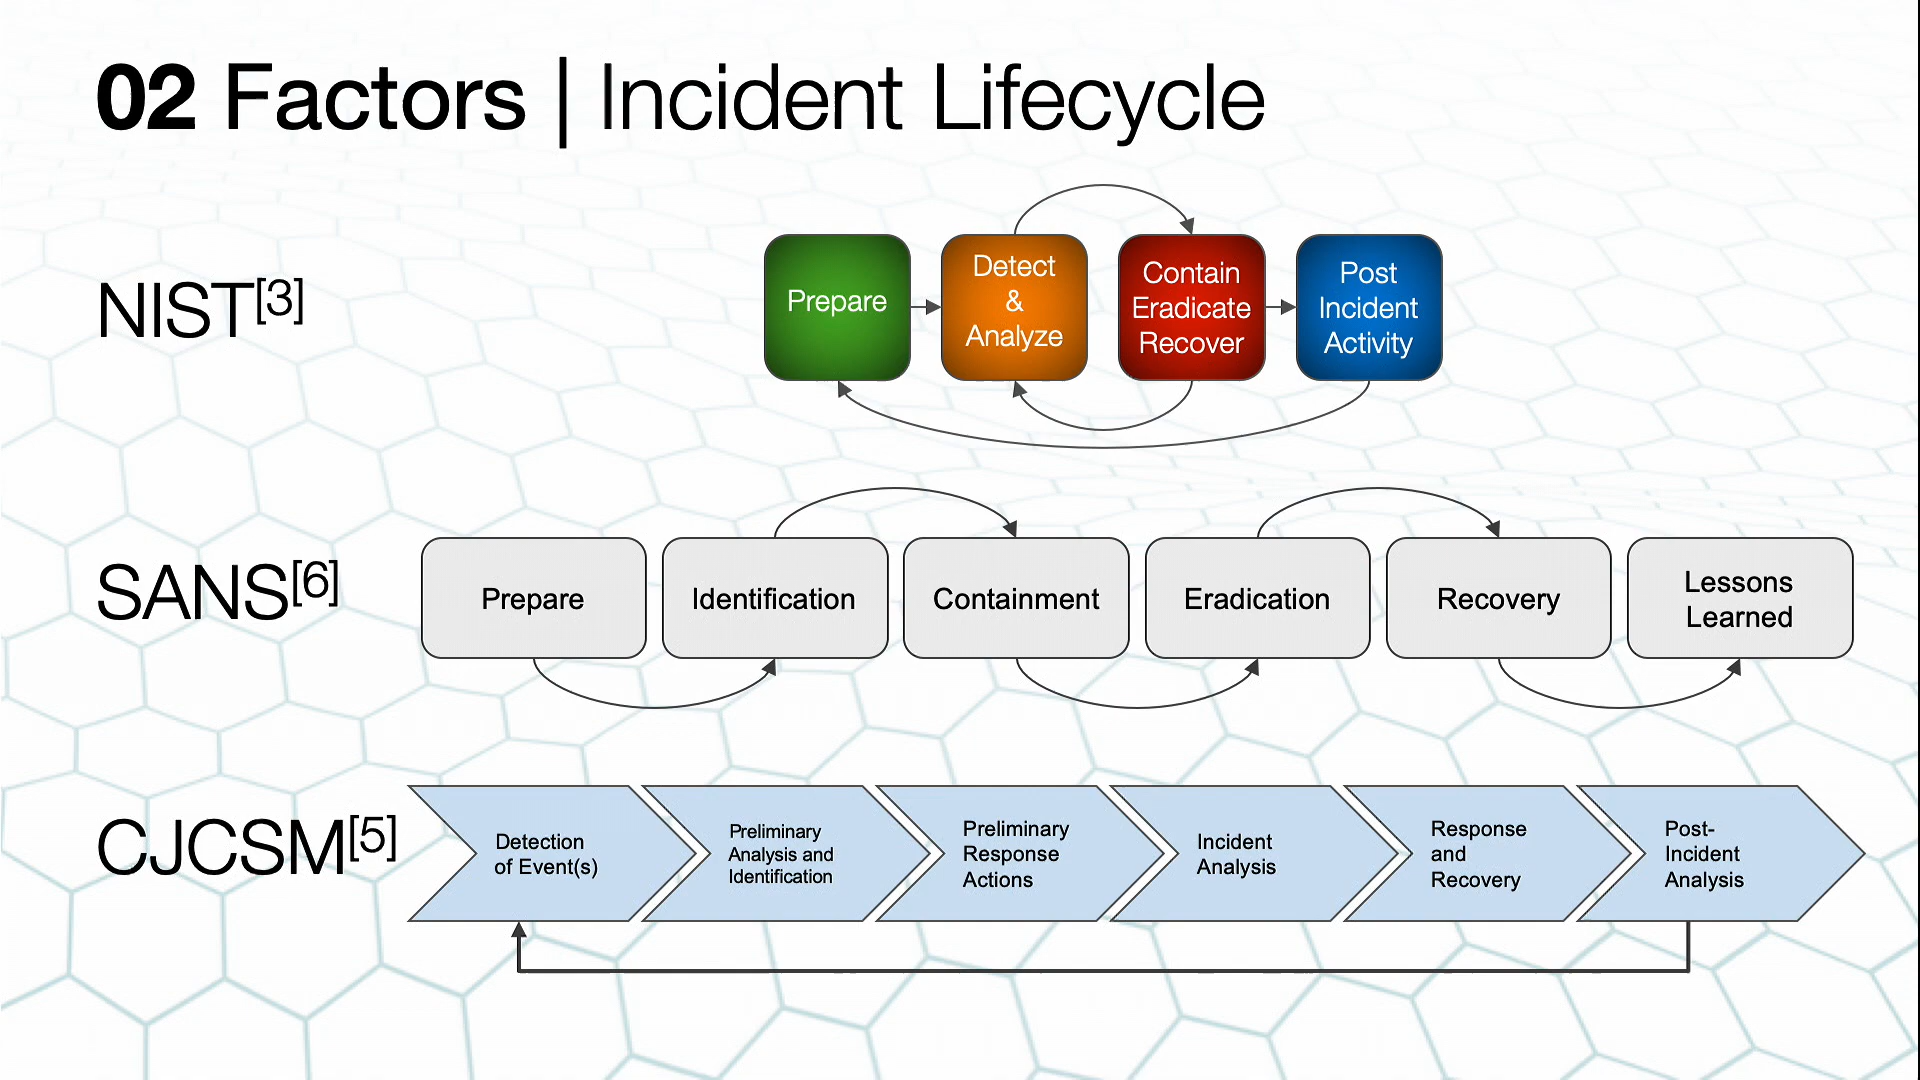 02 Factors | Incident Lifecycle
NIST[3]
Prepare
Detect
&
Analyze
Contain
Eradicate
Recover
Post
Incident
Activity
SANS[6]
Prepare
Identification
Containment
Eradication
Recovery
Lessons
Learned
CJCSM[5]
Detection
of Event(s)
Preliminary
Analysis and
Identification
Preliminary
Response
Actions
Incident
Analysis
Response
and
Recovery
Post-
Incident
Analysis